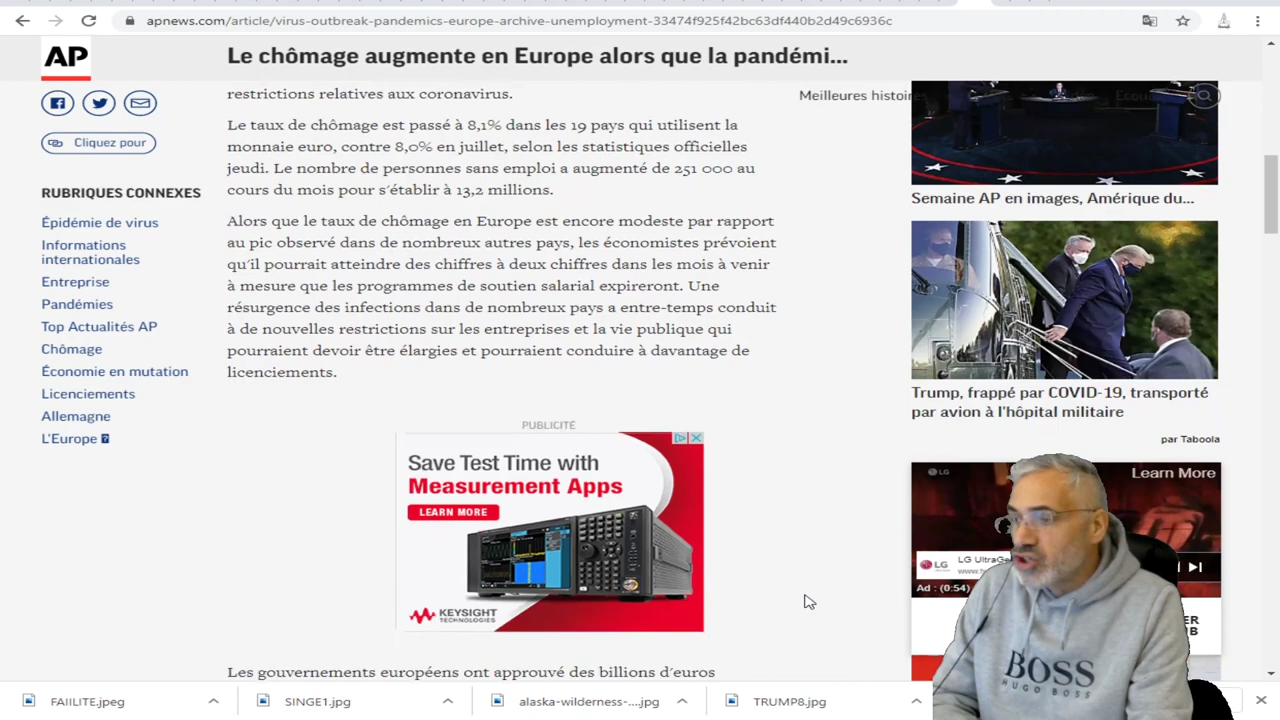 apnews.com/article/virus-outbreak-pandemics-europe-archive-unemployment-33474f925f42bc63df440b2d49c6936c
AP
Le chômage augmente en Europe alors que la pandémi...
Cliquez pour
RUBRIQUES CONNEXES
Épidémie de virus
Informations
internationales
Entreprise
Pandémies
Top Actualités AP
Chômage
Économie en mutation
Licenciements
Allemagne
L'Europe
restrictions relatives aux coronavirus.
Le taux de chômage est passé à 8,1% dans les 19 pays qui utilisent la
monnaie euro, contre 8,0% en juillet, selon les statistiques officielles
jeudi. Le nombre de personnes sans emploi a augmenté de 251 000 au
cours du mois pour s'établir à 13,2 millions.
Alors que le taux de chômage en Europe est encore modeste par rapport
au pic observé dans de nombreux autres pays, les économistes prévoient
qu'il pourrait atteindre des chiffres à deux chiffres dans les mois à venir
à mesure que les programmes de soutien salarial expireront. Une
résurgence des infections dans de nombreux pays a entre-temps conduit
à de nouvelles restrictions sur les entreprises et la vie publique qui
pourraient devoir être élargies et pourraient conduire à davantage de
licenciements.
PUBLICITÉ
Save Test Time with
Measurement Apps
LEARN MORE
KEYSIGHT
TECHNOLOGIES
Les gouvernements européens ont approuvé des billions d'euros
Meilleures histoire
Semaine AP en images, Amérique du...
Trump, frappé par COVID-19, transporté
par avion à l'hôpital militaire
par Taboola
LG
Learn More
LG
LG UltraGe
www.
Ad : (0:54)
BOSS
HUGO BOSS
FAIILITE.jpeg
SINGE1.jpg
alaska-wilderness-....jpg
TRUMP8.jpg